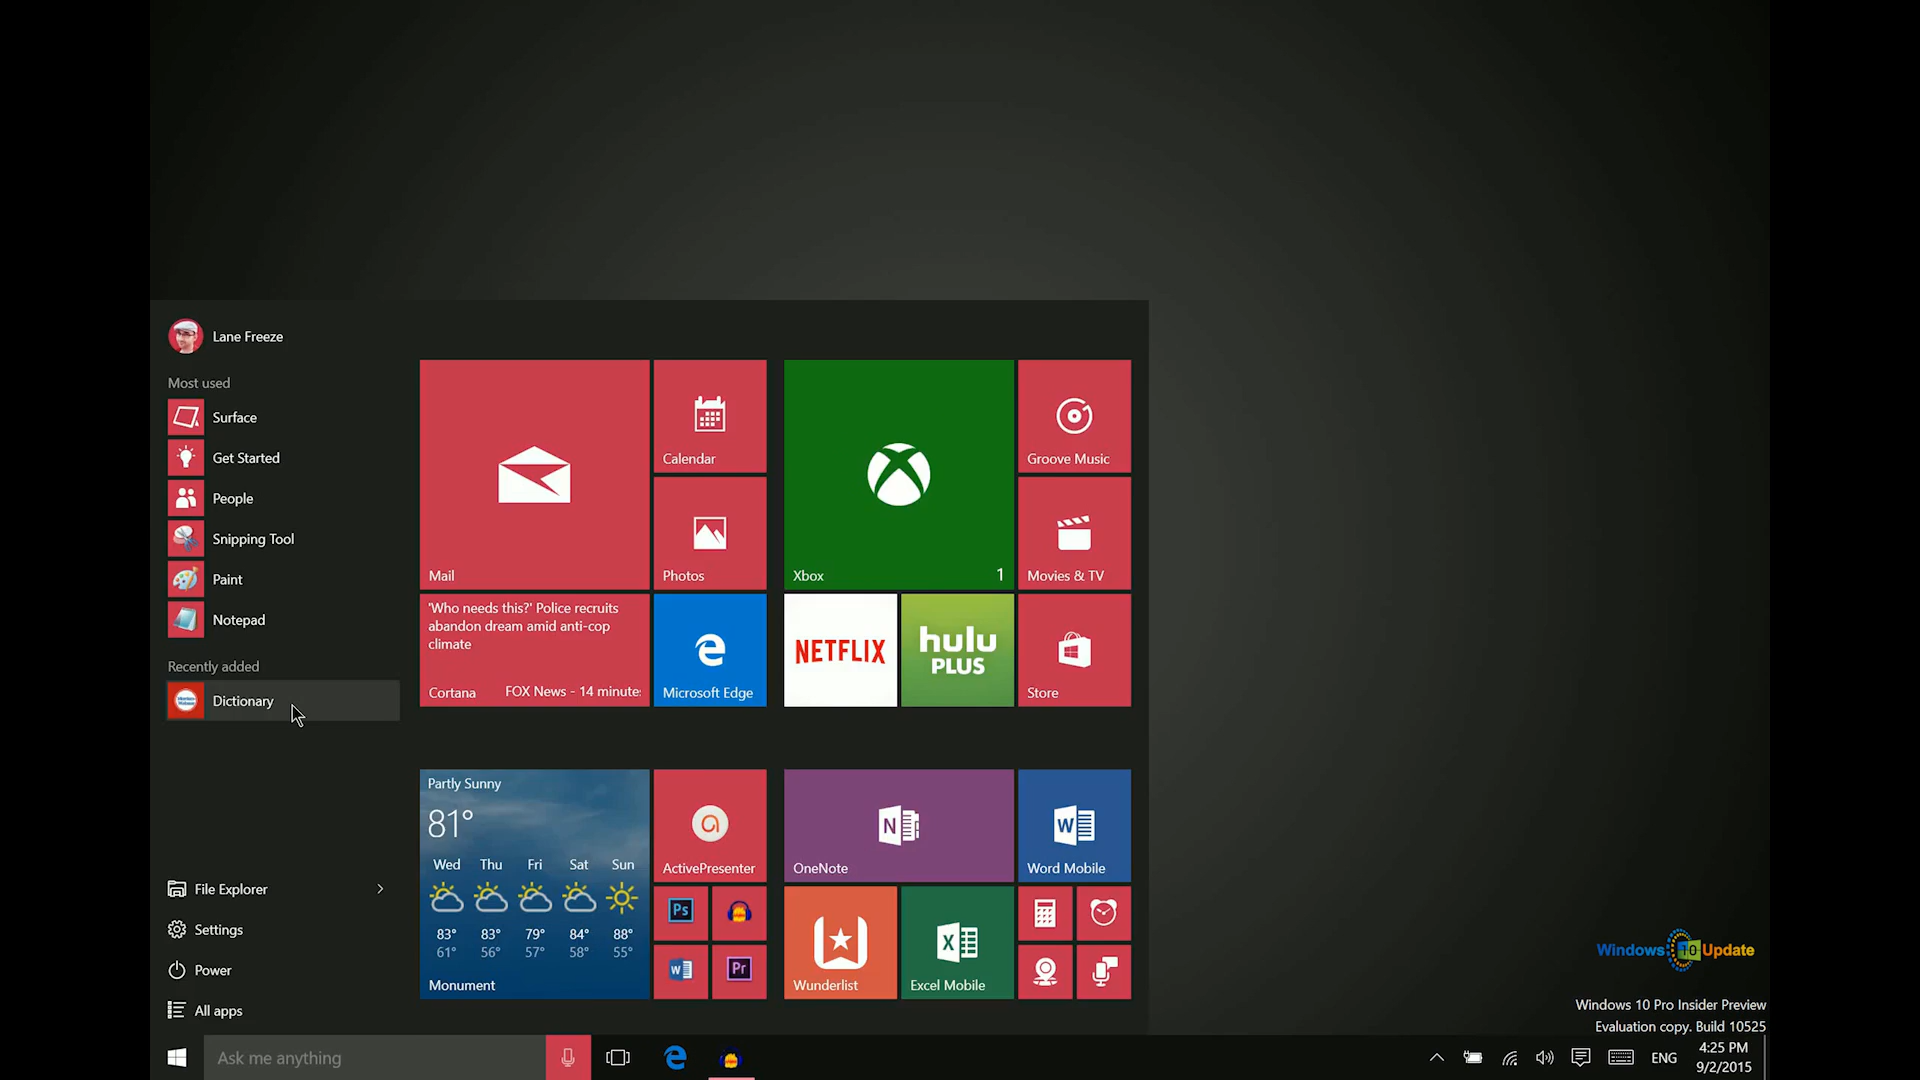 Lane Freeze
Most used
Surface
Get Started
People
Snipping Tool
Paint
Notepad
Recently added
Dictionary
File Explorer
Settings
Power
All apps
Mail
Calendar
Photos
'Who needs this?' Police recruits
abandon dream amid anti-cop
climate
Cortana FOX News - 14 minute
Microsoft Edge
Xbox 1
Groove Music
Movies & TV
NETFLIX
hulu
PLUS
Store
Partly Sunny
81°
Wed Thu Fri Sat Sun
83° 83° 79° 84° 88°
61° 56° 57° 58° 55°
Monument
ActivePresenter
Ps
W
Pr
N
OneNote
W
Word Mobile
Wunderlist
X
Excel Mobile
Windows 10 Update
Windows 10 Pro Insider Preview
Evaluation copy. Build 10525
Ask me anything
ENG
4:25 PM
9/2/2015